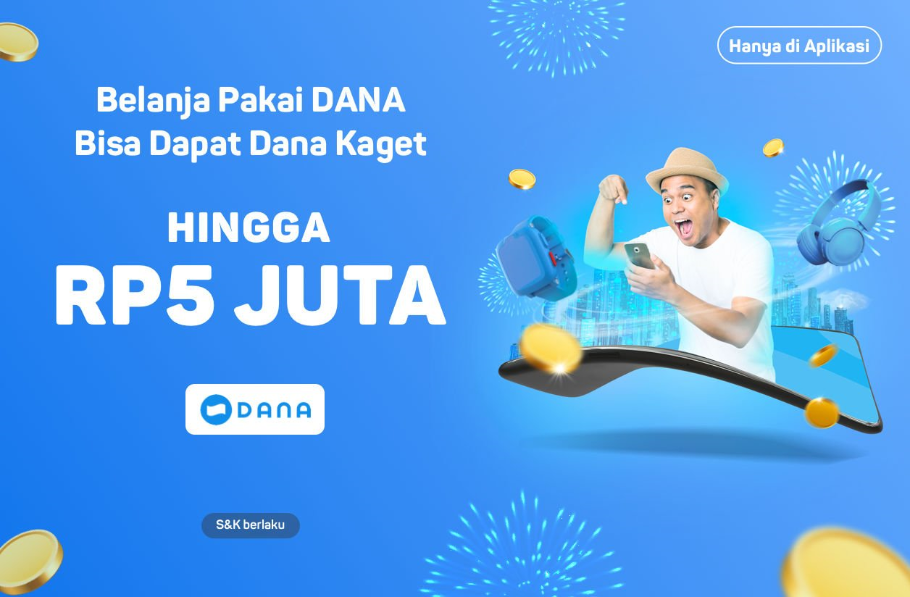 Hanya di Aplikasi
Belanja Pakai DANA
Bisa Dapat Dana Kaget
HINGGA
RP5 JUTA
DANA
S&K berlaku